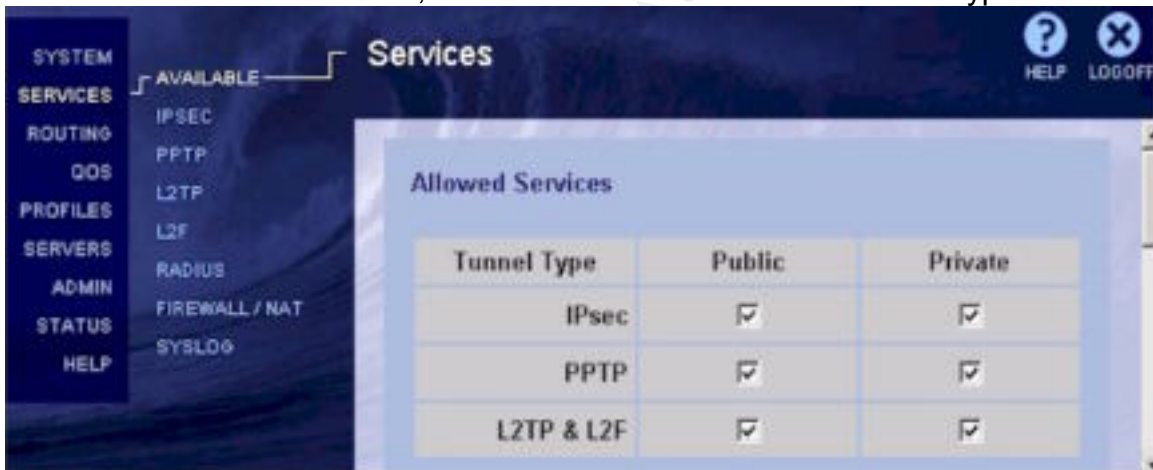 SYSTEM
SERVICES
ROUTING
QOS
PROFILES
SERVERS
ADMIN
STATUS
HELP
AVAILABLE
IPSEC
PPTP
L2TP
L2F
RADIUS
FIREWALL / NAT
SYSLOG
Services
HELP
LOGOFF
Allowed Services
Tunnel Type Public Private
IPsec
PPTP
L2TP & L2F